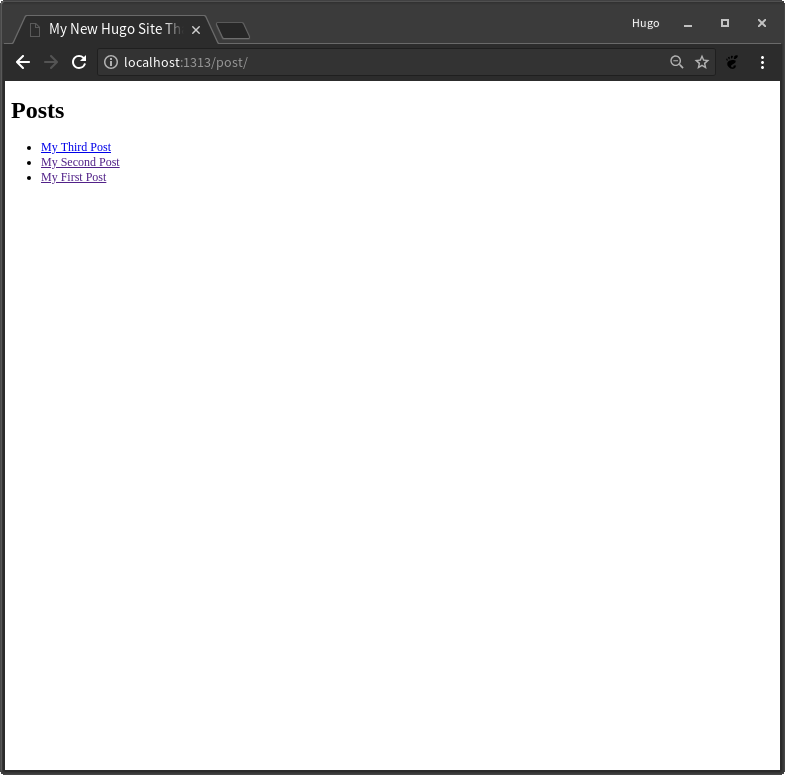 Hugo
My New Hugo Site Th
localhost:1313/post/
Posts
My Third Post
My Second Post
My First Post